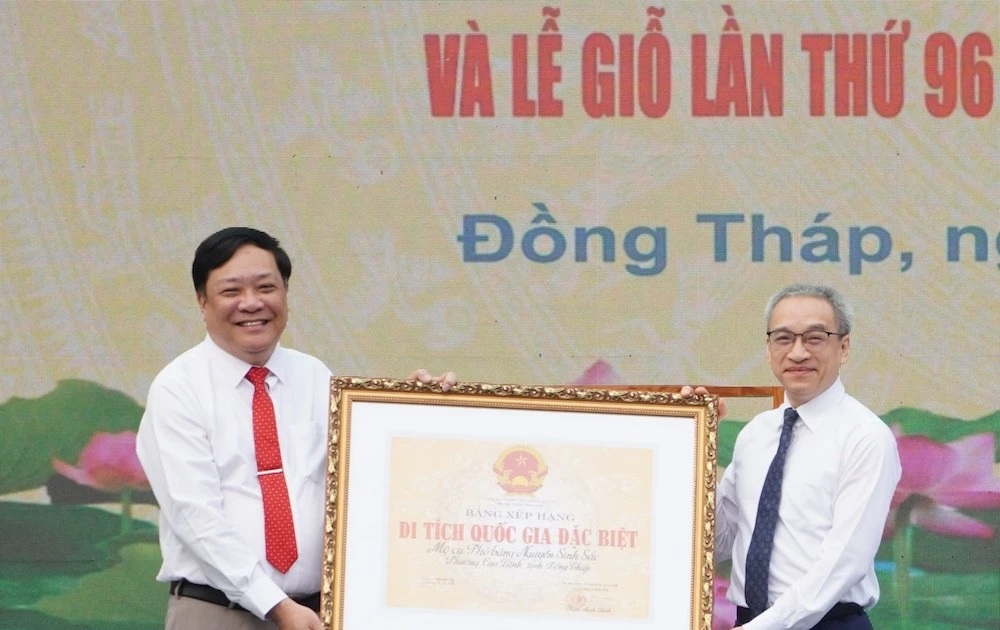 VÀ LỄ GIỖ LẦN THỨ 96
Đồng Tháp, ng
BẰNG XẾP HẠNG
DI TÍCH QUỐC GIA ĐẶC BIỆT
Mộ cụ Phó bảng Nguyễn Sinh Sắc
Phường Cao Lãnh tỉnh Đồng Tháp